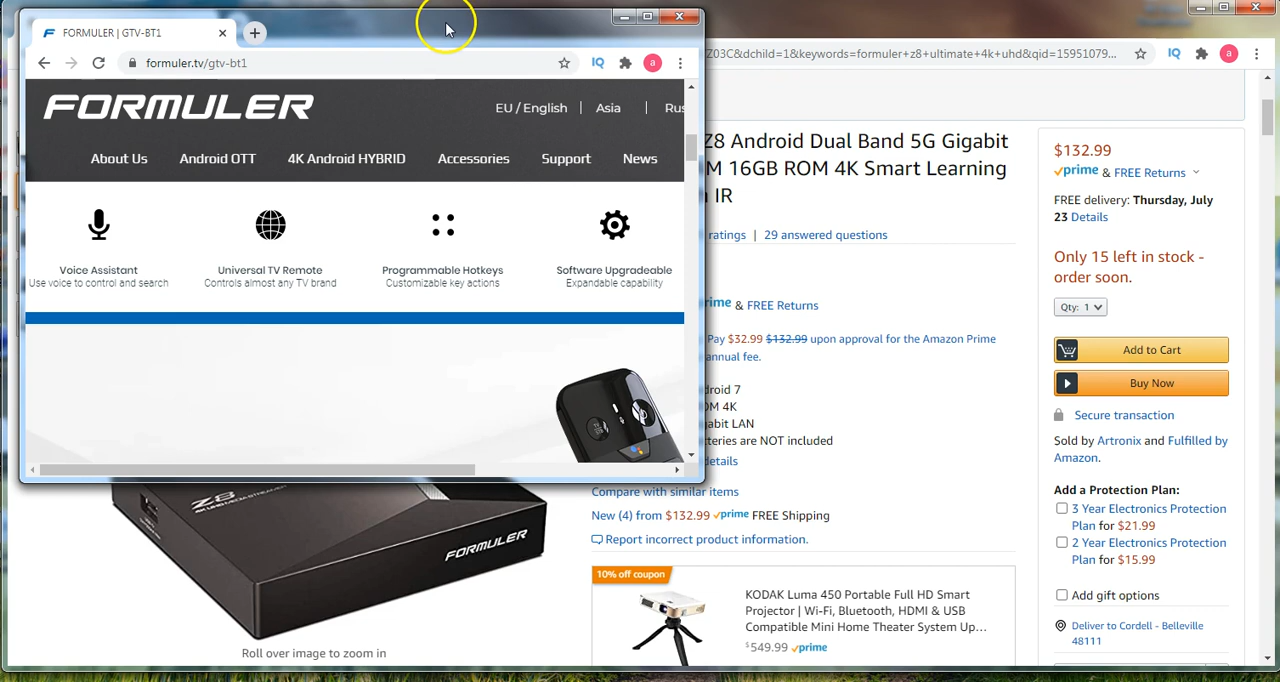 FORMULER | GTV-BT1
formuler.tv/gtv-bt1
IQ
a
FORMULER
EU / English | Asia | Rus
About Us Android OTT 4K Android HYBRID Accessories Support News
Voice Assistant
Use voice to control and search
Universal TV Remote
Controls almost any TV brand
Programmable Hotkeys
Customizable key actions
Software Upgradeable
Expandable capability
Z03C&dchild=1&keywords=formuler+z8+ultimate+4k+uhd&qid=15951079...
IQ
a
Z8 Android Dual Band 5G Gigabit
M 16GB ROM 4K Smart Learning
IR
ratings | 29 answered questions
prime & FREE Returns
Pay $32.99 $132.99 upon approval for the Amazon Prime
annual fee.
droid 7
OM 4K
gabit LAN
tteries are NOT included
details
Compare with similar items
New (4) from $132.99 prime FREE Shipping
Report incorrect product information.
10% off coupon
KODAK Luma 450 Portable Full HD Smart
Projector | Wi-Fi, Bluetooth, HDMI & USB
Compatible Mini Home Theater System Up...
$549.99 prime
Z8
4K UHD MEDIA STREAMER
FORMULER
Roll over image to zoom in
$132.99
prime & FREE Returns
FREE delivery: Thursday, July
23 Details
Only 15 left in stock -
order soon.
Qty: 1
Add to Cart
Buy Now
Secure transaction
Sold by Artronix and Fulfilled by
Amazon.
Add a Protection Plan:
3 Year Electronics Protection
Plan for $21.99
2 Year Electronics Protection
Plan for $15.99
Add gift options
Deliver to Cordell - Belleville
48111